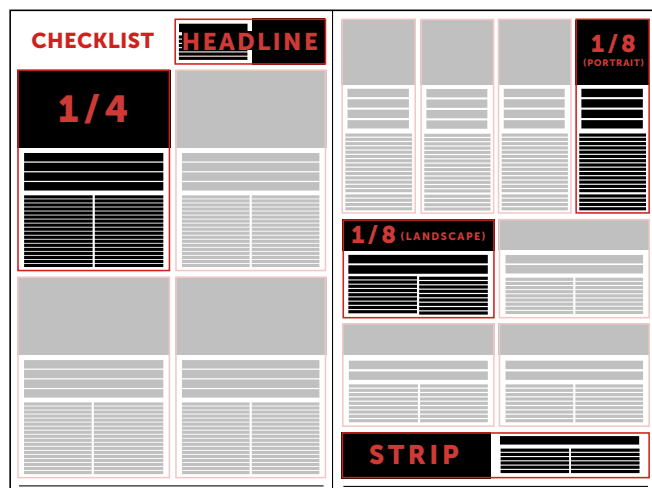 CHECKLIST
HEADLINE
1/4
1/8
(PORTRAIT)
1/8 (LANDSCAPE)
STRIP